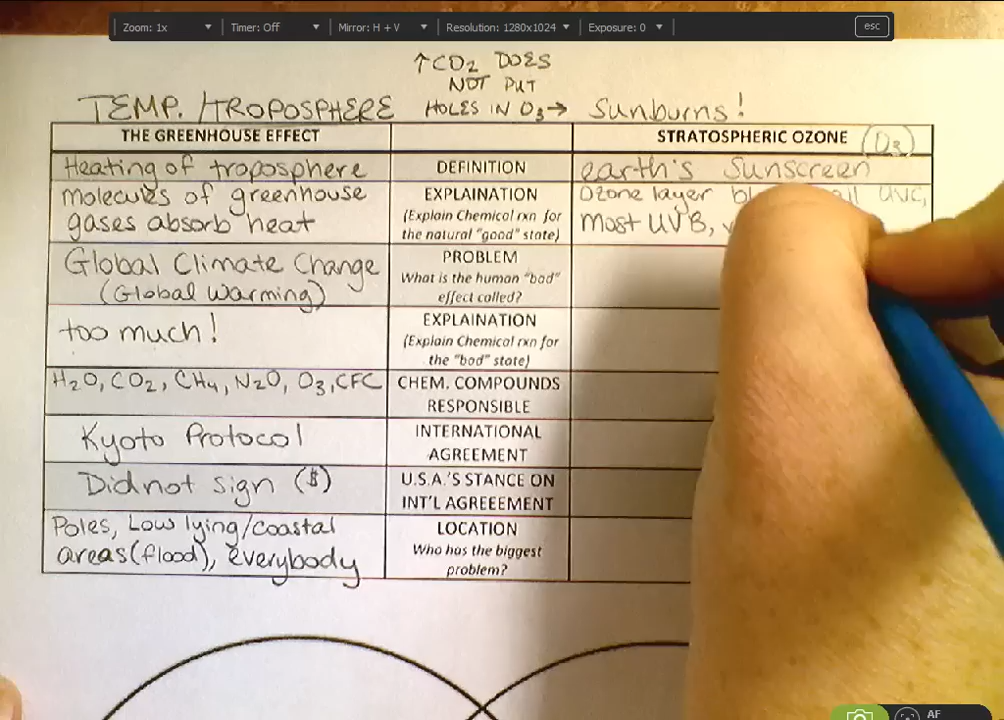 Zoom: 1x Timer: Off Mirror: H + V Resolution: 1280x1024 Exposure: 0 esc
↑CO2 DOES
NOT PUT
TEMP. /TROPOSPHERE HOLES IN O3→ Sunburns!
THE GREENHOUSE EFFECT STRATOSPHERIC OZONE (O3)
Heating of troposphere DEFINITION earth's Sunscreen
molecules of greenhouse EXPLAINATION Ozone layer all UVC,
gases absorb heat (Explain Chemical rxn for most UVB,
the natural "good" state)
Global Climate Change PROBLEM
(Global Warming) What is the human "bad"
effect called?
too much! EXPLAINATION
(Explain Chemical rxn for
the "bad" state)
H2O, CO2, CH4, N2O, O3, CFC CHEM. COMPOUNDS
RESPONSIBLE
Kyoto Protocol INTERNATIONAL
AGREEMENT
Did not sign ($) U.S.A.'S STANCE ON
INT'L AGREEEMENT
Poles, Low lying/coastal LOCATION
areas(flood), everybody Who has the biggest
problem?
AF